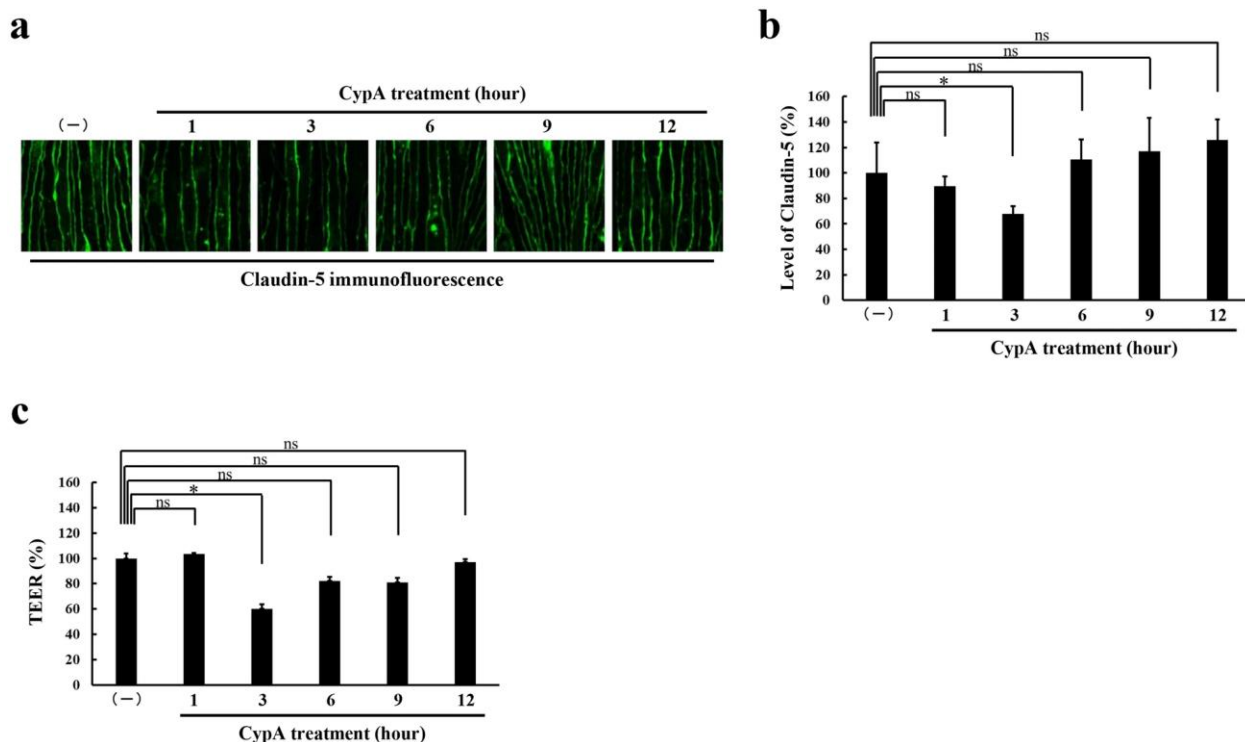 a
CypA treatment (hour)
(－) 1 3 6 9 12
Claudin-5 immunofluorescence
b
ns
ns
ns
*
ns
Level of Claudin-5 (%)
160
140
120
100
80
60
40
20
0
(－) 1 3 6 9 12
CypA treatment (hour)
c
ns
ns
ns
*
ns
TEER (%)
160
140
120
100
80
60
40
20
0
(－) 1 3 6 9 12
CypA treatment (hour)